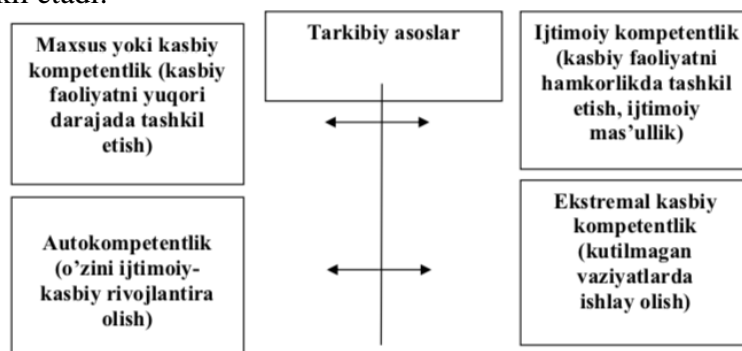 Maxsus yoki kasbiy
kompetentlik (kasbiy
faoliyatni yuqori
darajada tashkil
etish)
Tarkibiy asoslar
Ijtimoiy kompetentlik
(kasbiy faoliyatni
hamkorlikda tashkil
etish, ijtimoiy
mas’ullik)
Autokompetentlik
(o’zini ijtimoiy-
kasbiy rivojlantira
olish)
Ekstremal kasbiy
kompetentlik
(kutilmagan
vaziyatlarda
ishlay olish)